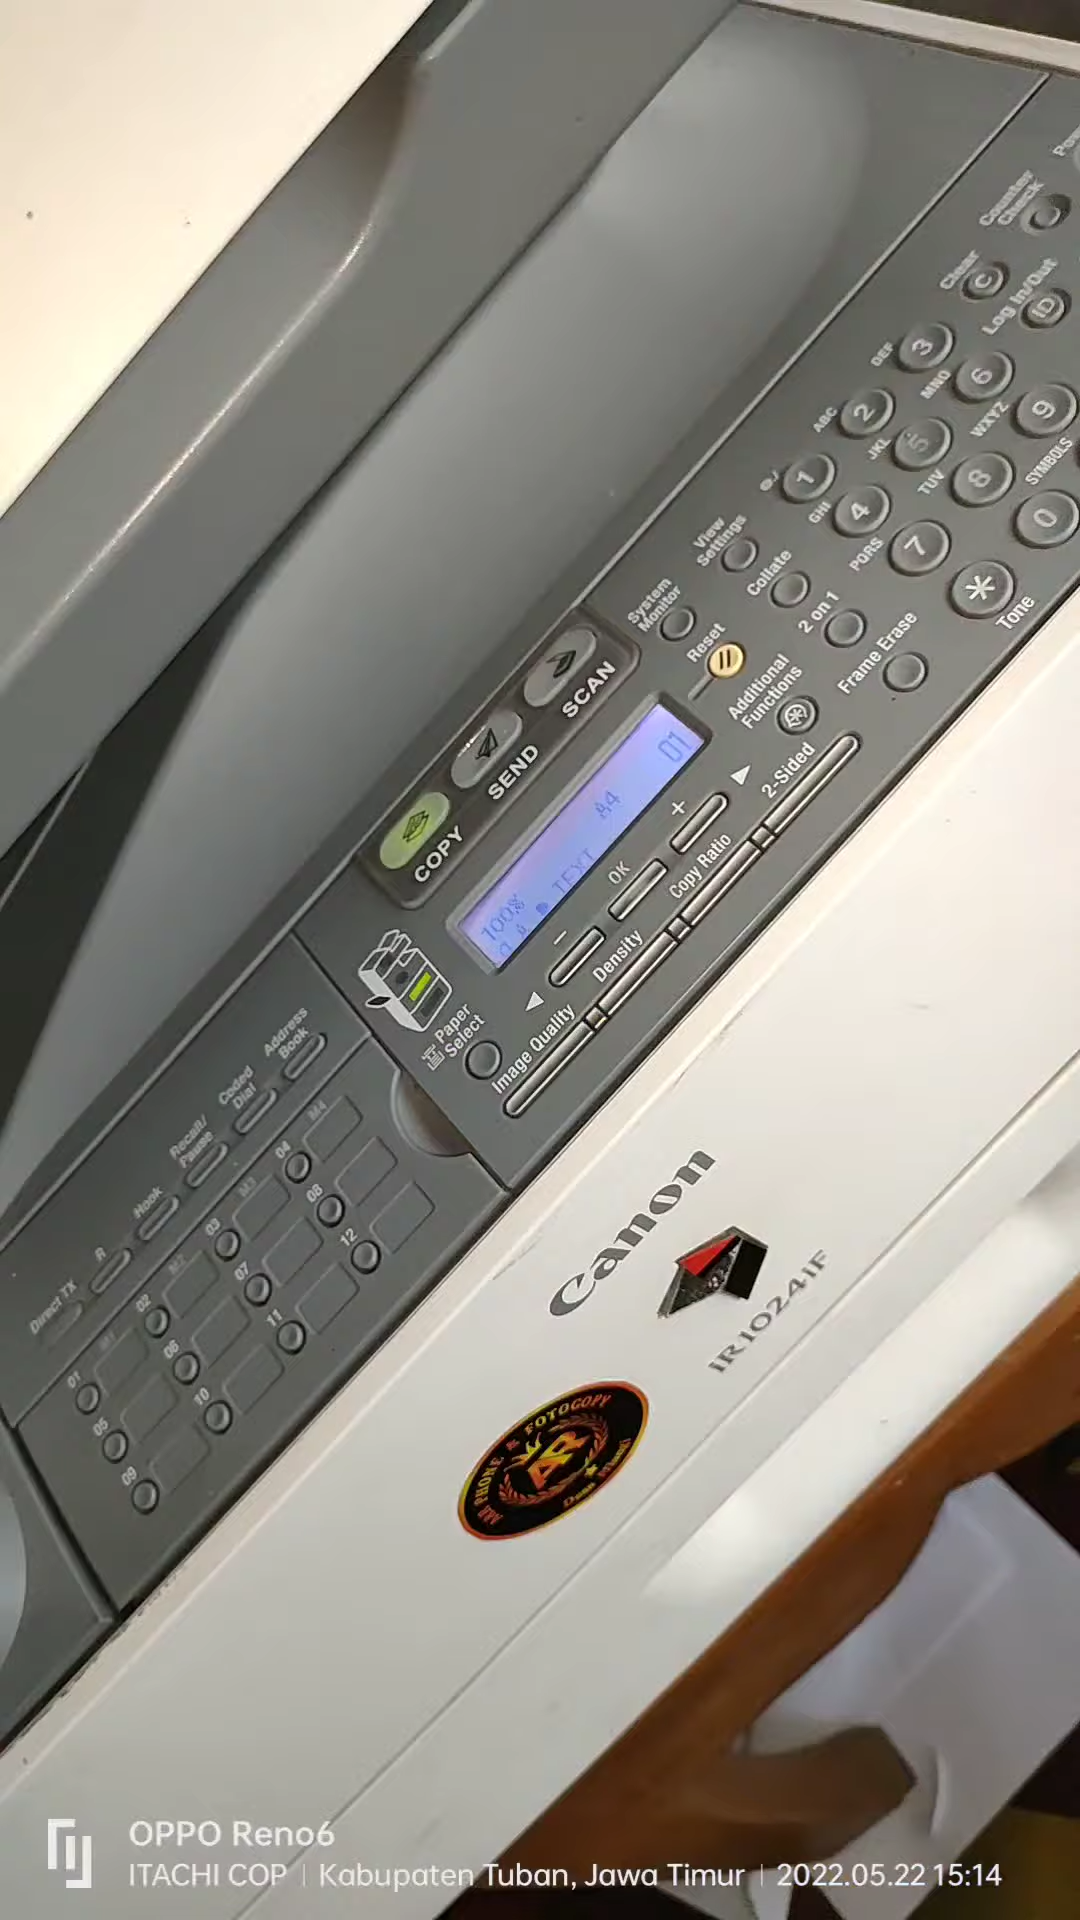 COPY
SEND
SCAN
100%
A4
01
TEXT
System
Monitor
View
Settings
Reset
Collate
2 on 1
Frame Erase
Additional
Functions
Counter
Check
Clear
C
Log In/Out
ID
@./
1
ABC
2
DEF
3
GHI
4
JKL
5
MNO
6
PQRS
7
TUV
8
WXYZ
9
*
Tone
SYMBOLS
0
- OK +
◀ ▶
Image Quality
Density
Copy Ratio
2-Sided
Paper
Select
Direct TX
R
Hook
Recall/
Pause
Coded
Dial
Address
Book
01 M1 02 M2 03 M3 04 M4
05 06 07 08
09 10 11 12
Canon
iR1024iF
PHONE & FOTOCOPY
AR
OPPO Reno6
ITACHI COP | Kabupaten Tuban, Jawa Timur | 2022.05.22 15:14